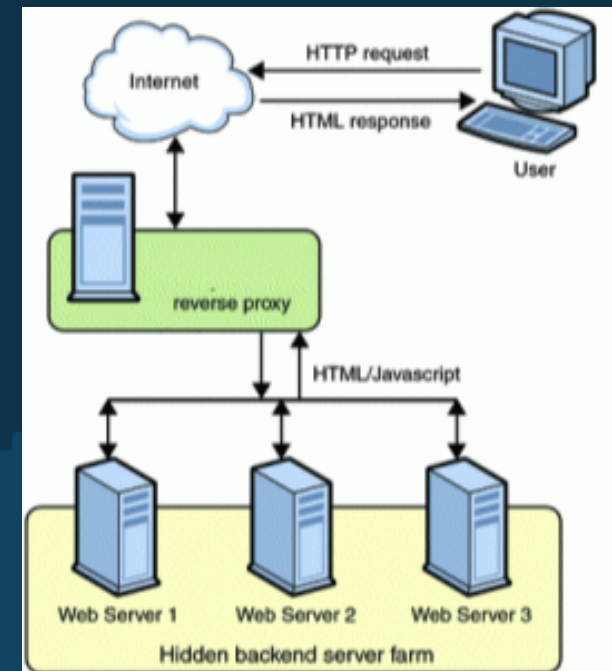 HTTP request
Internet
HTML response
User
reverse proxy
HTML/Javascript
Web Server 1
Web Server 2
Web Server 3
Hidden backend server farm